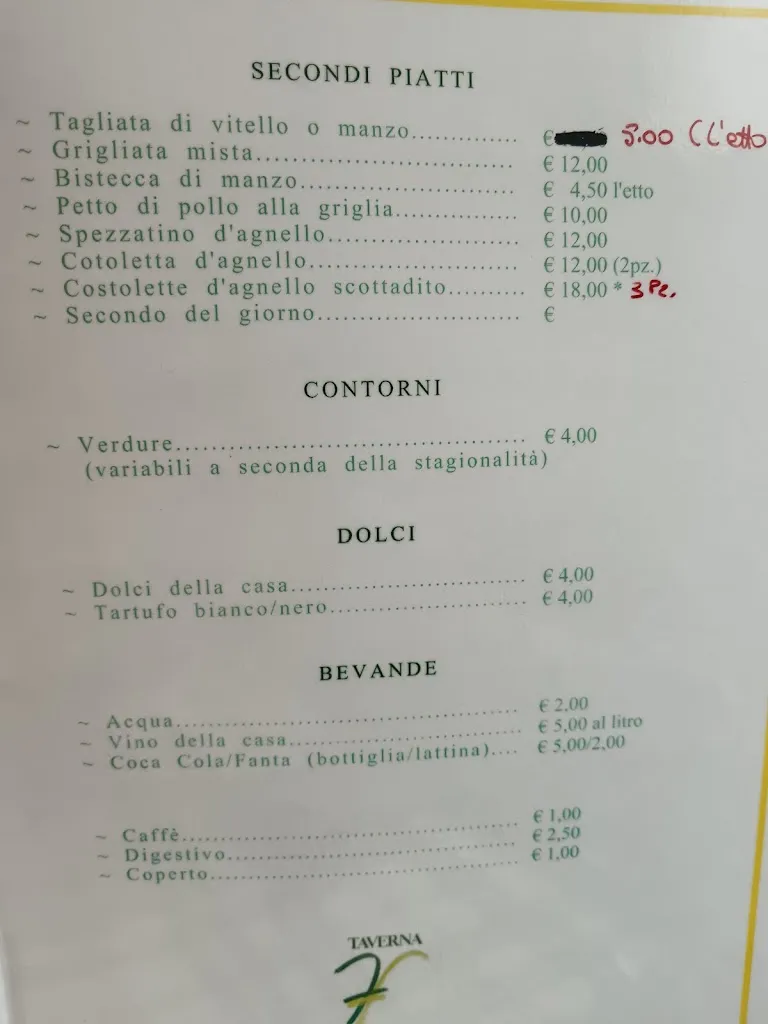 SECONDI PIATTI
~ Tagliata di vitello o manzo............ € 5.00 (L'etto
~ Grigliata mista............................. € 12,00
~ Bistecca di manzo........................ € 4,50 l'etto
~ Petto di pollo alla griglia.............. € 10,00
~ Spezzatino d'agnello...................... € 12,00
~ Cotoletta d'agnello........................ € 12,00 (2pz.)
~ Costolette d'agnello scottadito.......... € 18,00 * 3 Pz.
~ Secondo del giorno....................... €
CONTORNI
~ Verdure....................................... € 4,00
(variabili a seconda della stagionalità)
DOLCI
~ Dolci della casa........................... € 4,00
~ Tartufo bianco/nero...................... € 4,00
BEVANDE
~ Acqua....................................... € 2,00
~ Vino della casa........................... € 5,00 al litro
~ Coca Cola/Fanta (bottiglia/lattina).... € 5,00/2,00
~ Caffè....................................... € 1,00
~ Digestivo.................................. € 2,50
~ Coperto.................................... € 1,00
TAVERNA